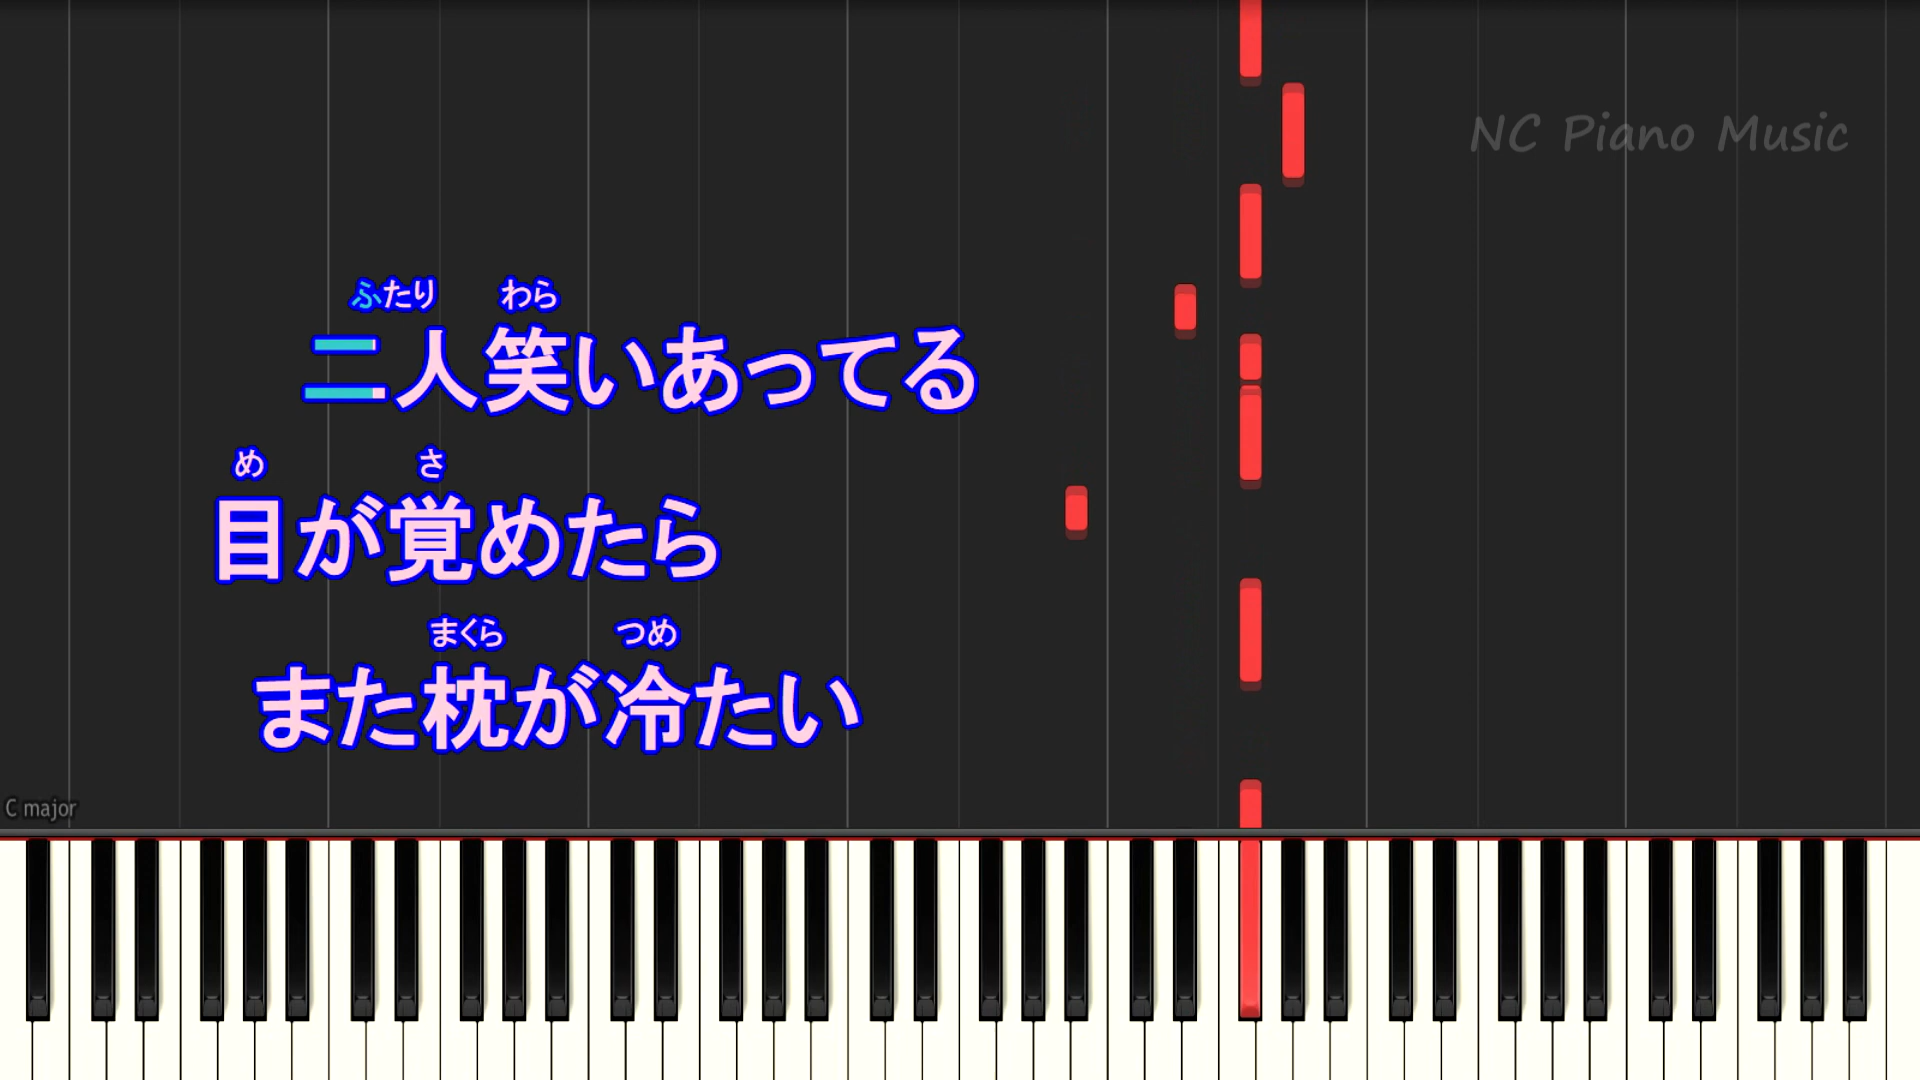 NC Piano Music
ふたり わら
二人笑いあってる
め さ
目が覚めたら
まくら つめ
また枕が冷たい
C major